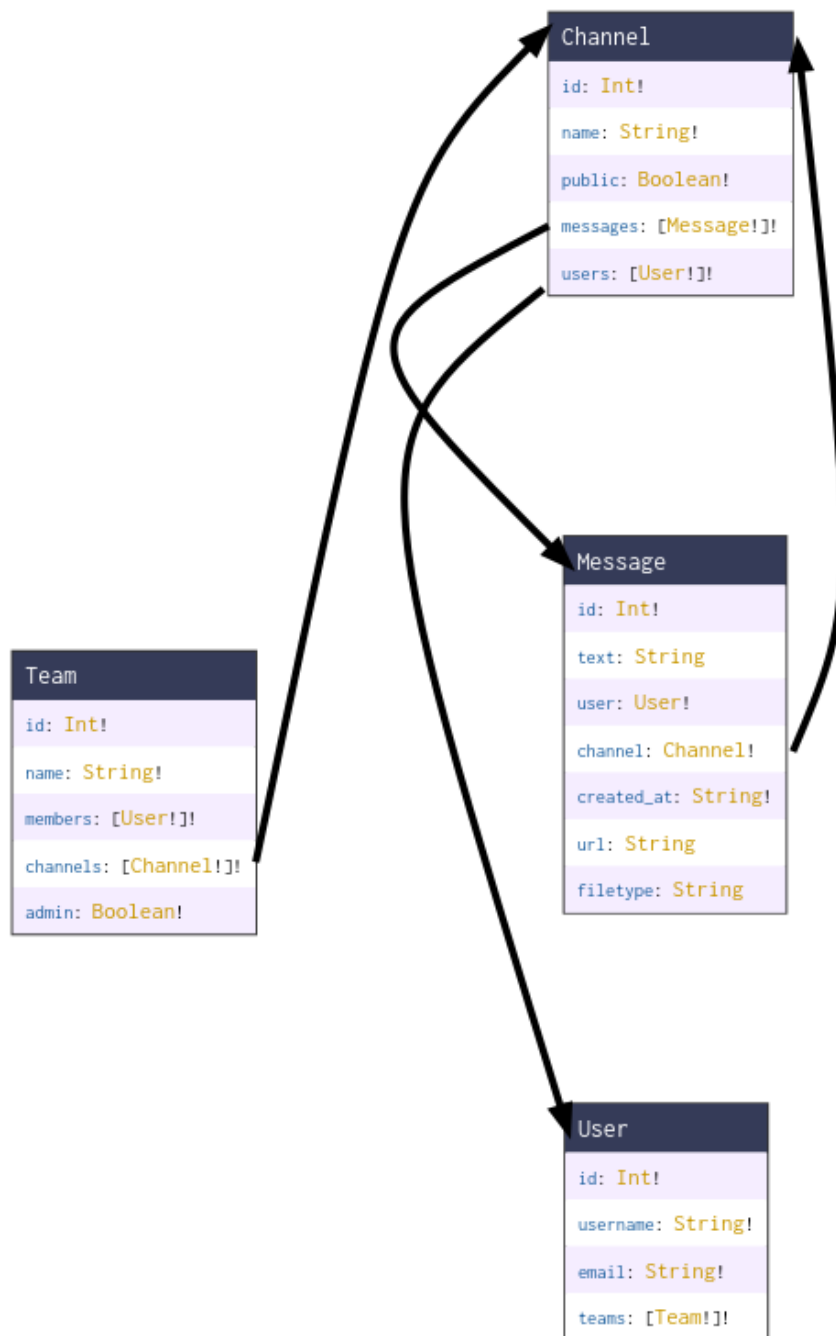 Channel
id: Int!
name: String!
public: Boolean!
messages: [Message!]!
users: [User!]!
Message
id: Int!
text: String
user: User!
channel: Channel!
created_at: String!
url: String
filetype: String
Team
id: Int!
name: String!
members: [User!]!
channels: [Channel!]!
admin: Boolean!
User
id: Int!
username: String!
email: String!
teams: [Team!]!